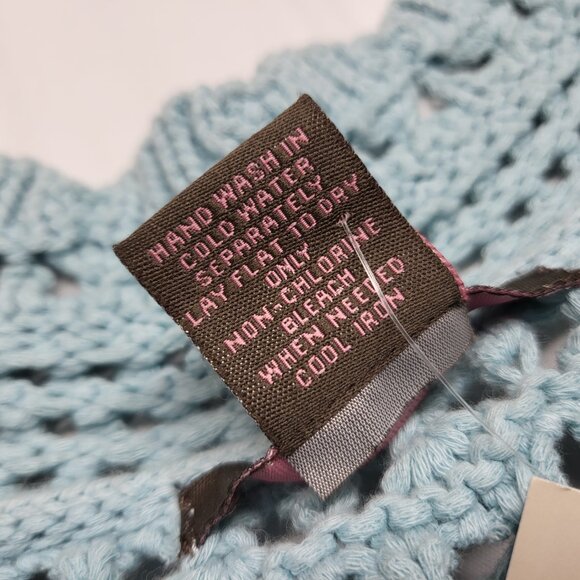 HAND WASH IN
COLD WATER
SEPARATELY
LAY FLAT TO DRY
ONLY
NON-CHLORINE
BLEACH
WHEN NEEDED
COOL IRON